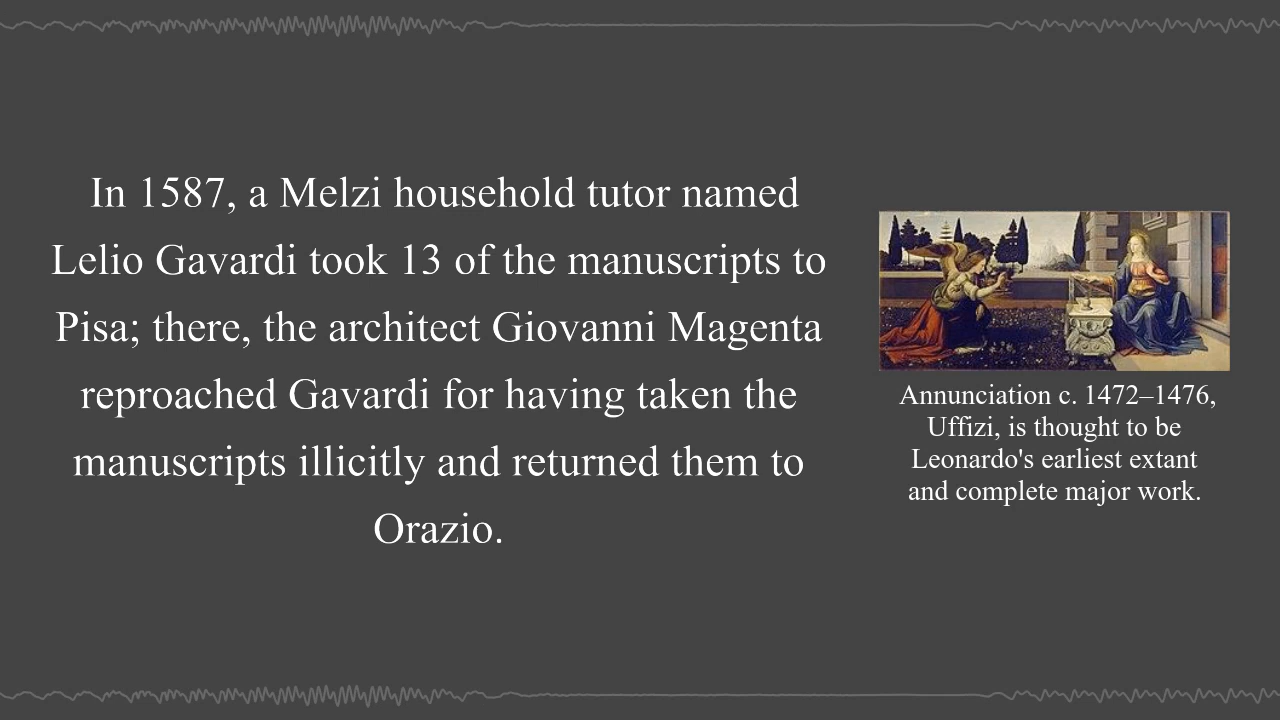 In 1587, a Melzi household tutor named
Lelio Gavardi took 13 of the manuscripts to
Pisa; there, the architect Giovanni Magenta
reproached Gavardi for having taken the
manuscripts illicitly and returned them to
Orazio.
Annunciation c. 1472–1476,
Uffizi, is thought to be
Leonardo's earliest extant
and complete major work.